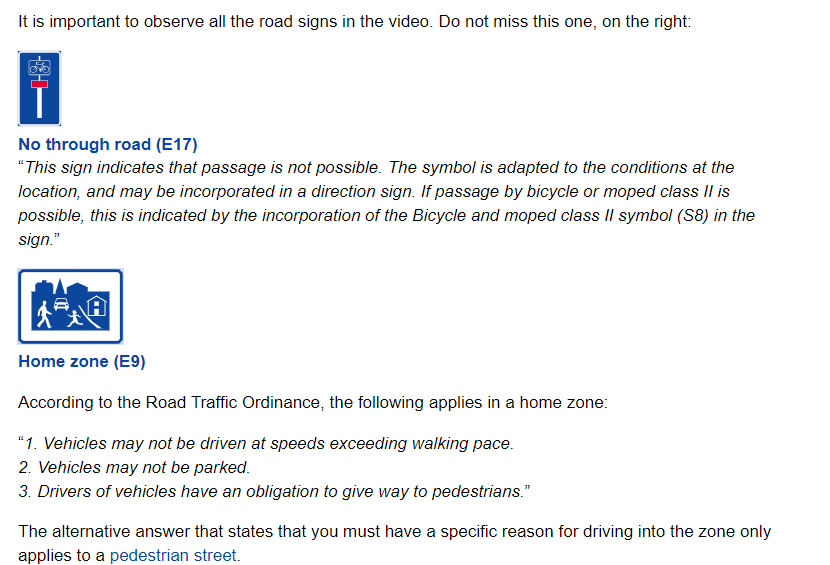 It is important to observe all the road signs in the video. Do not miss this one, on the right:
No through road (E17)
“This sign indicates that passage is not possible. The symbol is adapted to the conditions at the
location, and may be incorporated in a direction sign. If passage by bicycle or moped class II is
possible, this is indicated by the incorporation of the Bicycle and moped class II symbol (S8) in the
sign.”
Home zone (E9)
According to the Road Traffic Ordinance, the following applies in a home zone:
“1. Vehicles may not be driven at speeds exceeding walking pace.
2. Vehicles may not be parked.
3. Drivers of vehicles have an obligation to give way to pedestrians.”
The alternative answer that states that you must have a specific reason for driving into the zone only
applies to a pedestrian street.